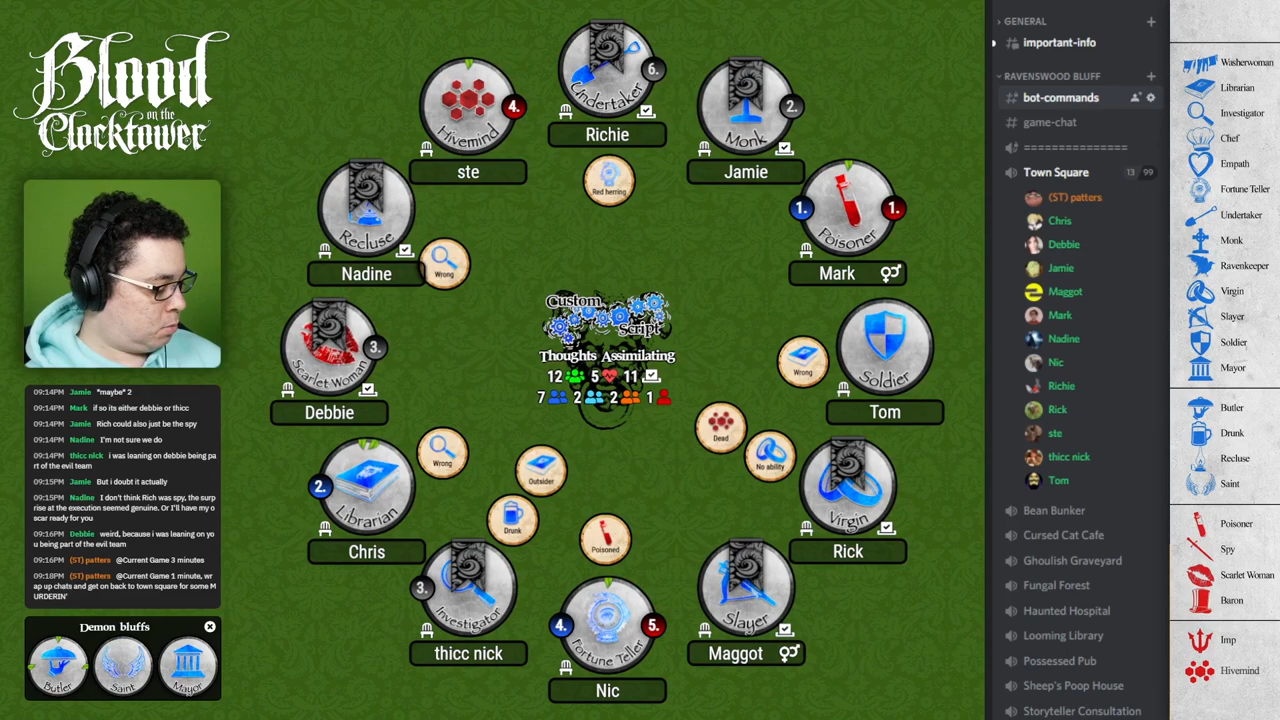 Blood
on the
Clocktower
09:14PM Jamie *maybe* 2
09:14PM Mark if so its either debbie or thicc
09:14PM Jamie Rich could also just be the spy
09:14PM Nadine I'm not sure we do
09:14PM thicc nick i was leaning on debbie being pa
rt of the evil team
09:15PM Jamie But i doubt it actually
09:15PM Nadine I don't think Rich was spy, the surp
rise at the execution seemed genuine. Or I'll have my o
scar ready for you
09:16PM Debbie weird, because i was leaning on yo
u being part of the evil team
09:16PM (ST) patters @Current Game 3 minutes
09:18PM (ST) patters @Current Game 1 minute, wr
ap up chats and get on back to town square for some M
URDERIN'
Demon bluffs
Butler
Saint
Mayor
Undertaker
6.
Richie
Red herring
Monk
2.
Jamie
Poisoner
1.
1.
Mark
Soldier
Wrong
Tom
Virgin
Dead
No ability
Rick
Slayer
Maggot
Fortune Teller
4.
5.
Poisoned
Nic
Investigator
3.
Drunk
thicc nick
Librarian
2.
Wrong
Outsider
Chris
Scarlet Woman
3.
Debbie
Recluse
Wrong
Nadine
Hivemind
4.
ste
Custom
Script
Thoughts Assimilating
12 5 11
7 2 2 1
GENERAL
important-info
RAVENSWOOD BLUFF
bot-commands
game-chat
===============
Town Square 13 99
(ST) patters
Chris
Debbie
Jamie
Maggot
Mark
Nadine
Nic
Richie
Rick
ste
thicc nick
Tom
Bean Bunker
Cursed Cat Cafe
Ghoulish Graveyard
Fungal Forest
Haunted Hospital
Looming Library
Possessed Pub
Sheep's Poop House
Storyteller Consultation
Washerwoman
Librarian
Investigator
Chef
Empath
Fortune Teller
Undertaker
Monk
Ravenkeeper
Virgin
Slayer
Soldier
Mayor
Butler
Drunk
Recluse
Saint
Poisoner
Spy
Scarlet Woman
Baron
Imp
Hivemind